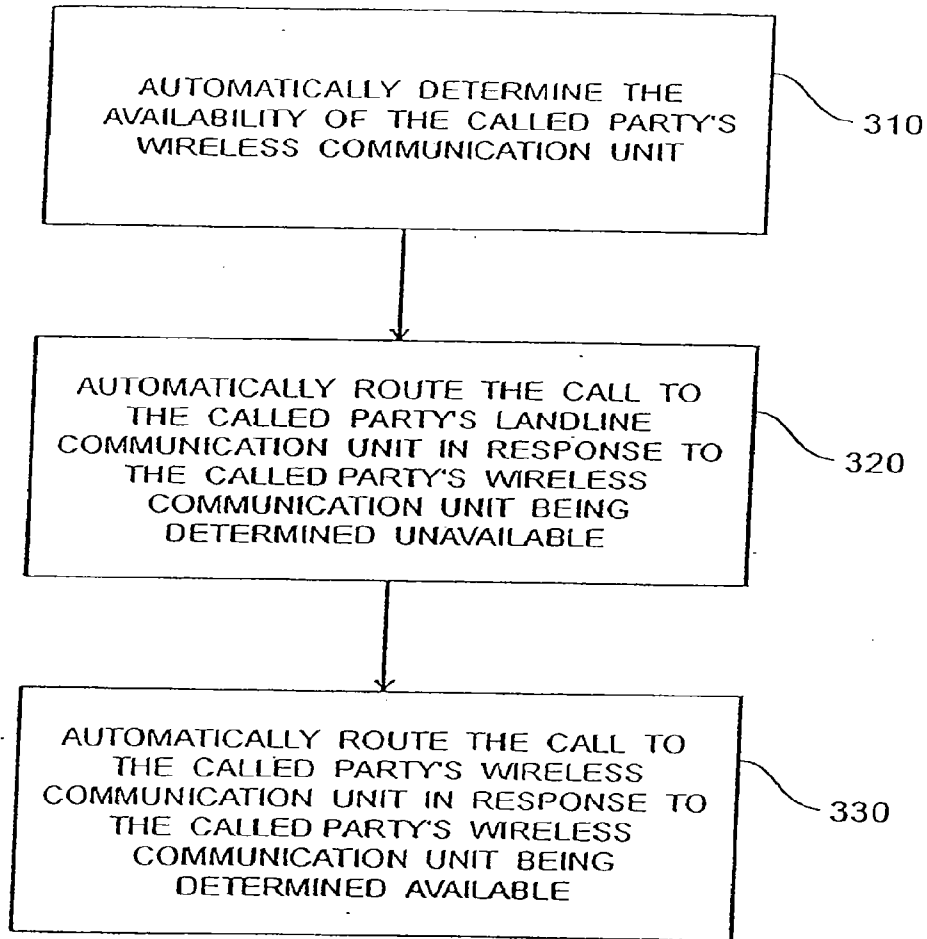 AUTOMATICALLY DETERMINE THE
AVAILABILITY OF THE CALLED PARTY'S
WIRELESS COMMUNICATION UNIT
310
AUTOMATICALLY ROUTE THE CALL TO
THE CALLED PARTY'S LANDLINE
COMMUNICATION UNIT IN RESPONSE TO
THE CALLED PARTY'S WIRELESS
COMMUNICATION UNIT BEING
DETERMINED UNAVAILABLE
320
AUTOMATICALLY ROUTE THE CALL TO
THE CALLED PARTY'S WIRELESS
COMMUNICATION UNIT IN RESPONSE TO
THE CALLED PARTY'S WIRELESS
COMMUNICATION UNIT BEING
DETERMINED AVAILABLE
330